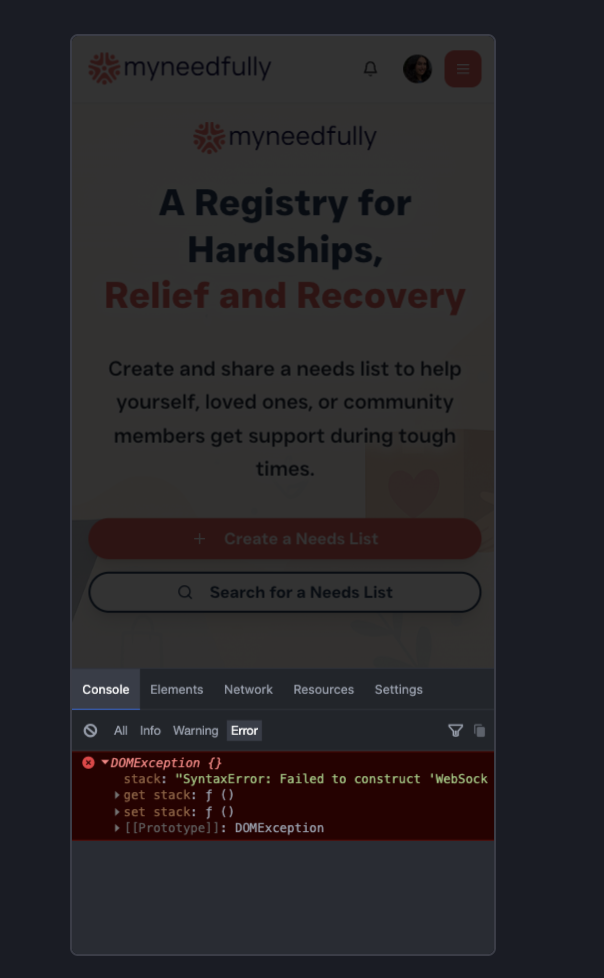 myneedfully
myneedfully
A Registry for
Hardships,
Relief and Recovery
Create and share a needs list to help
yourself, loved ones, or community
members get support during tough
times.
+ Create a Needs List
Search for a Needs List
Console Elements Network Resources Settings
All Info Warning Error
DOMException {}
stack: "SyntaxError: Failed to construct 'WebSock
get stack: ƒ ()
set stack: ƒ ()
[[Prototype]]: DOMException